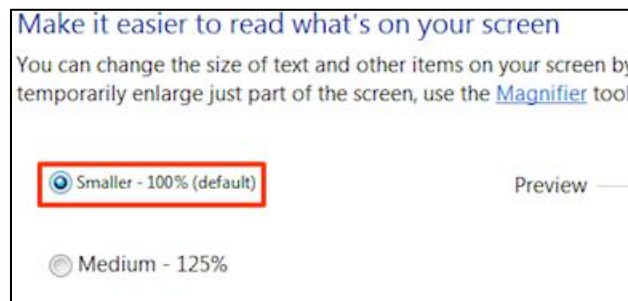 Make it easier to read what's on your screen
You can change the size of text and other items on your screen by
temporarily enlarge just part of the screen, use the Magnifier tool
Smaller - 100% (default)
Preview
Medium - 125%